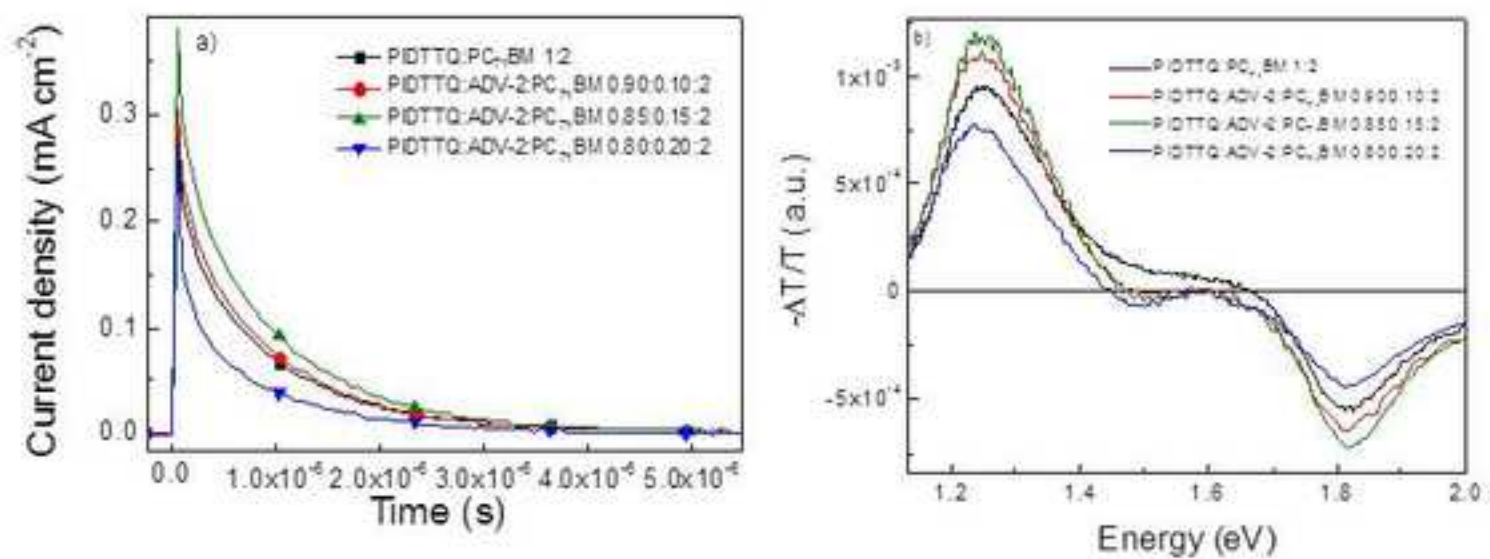 a)
PIDTTQ:PC₇₁BM 1:2
PIDTTQ:ADV-2:PC₇₁BM 0.90:0.10:2
PIDTTQ:ADV-2:PC₇₁BM 0.85:0.15:2
PIDTTQ:ADV-2:PC₇₁BM 0.80:0.20:2
Current density (mA cm⁻²)
0.3
0.2
0.1
0.0
0.0 1.0x10⁻⁵ 2.0x10⁻⁵ 3.0x10⁻⁵ 4.0x10⁻⁵ 5.0x10⁻⁵
Time (s)
b)
PIDTTQ:PC₇₁BM 1:2
PIDTTQ:ADV-2:PC₇₁BM 0.90:0.10:2
PIDTTQ:ADV-2:PC₇₁BM 0.85:0.15:2
PIDTTQ:ADV-2:PC₇₁BM 0.80:0.20:2
-ΔT/T (a.u.)
1x10⁻³
5x10⁻⁴
0
-5x10⁻⁴
1.2 1.4 1.6 1.8 2.0
Energy (eV)